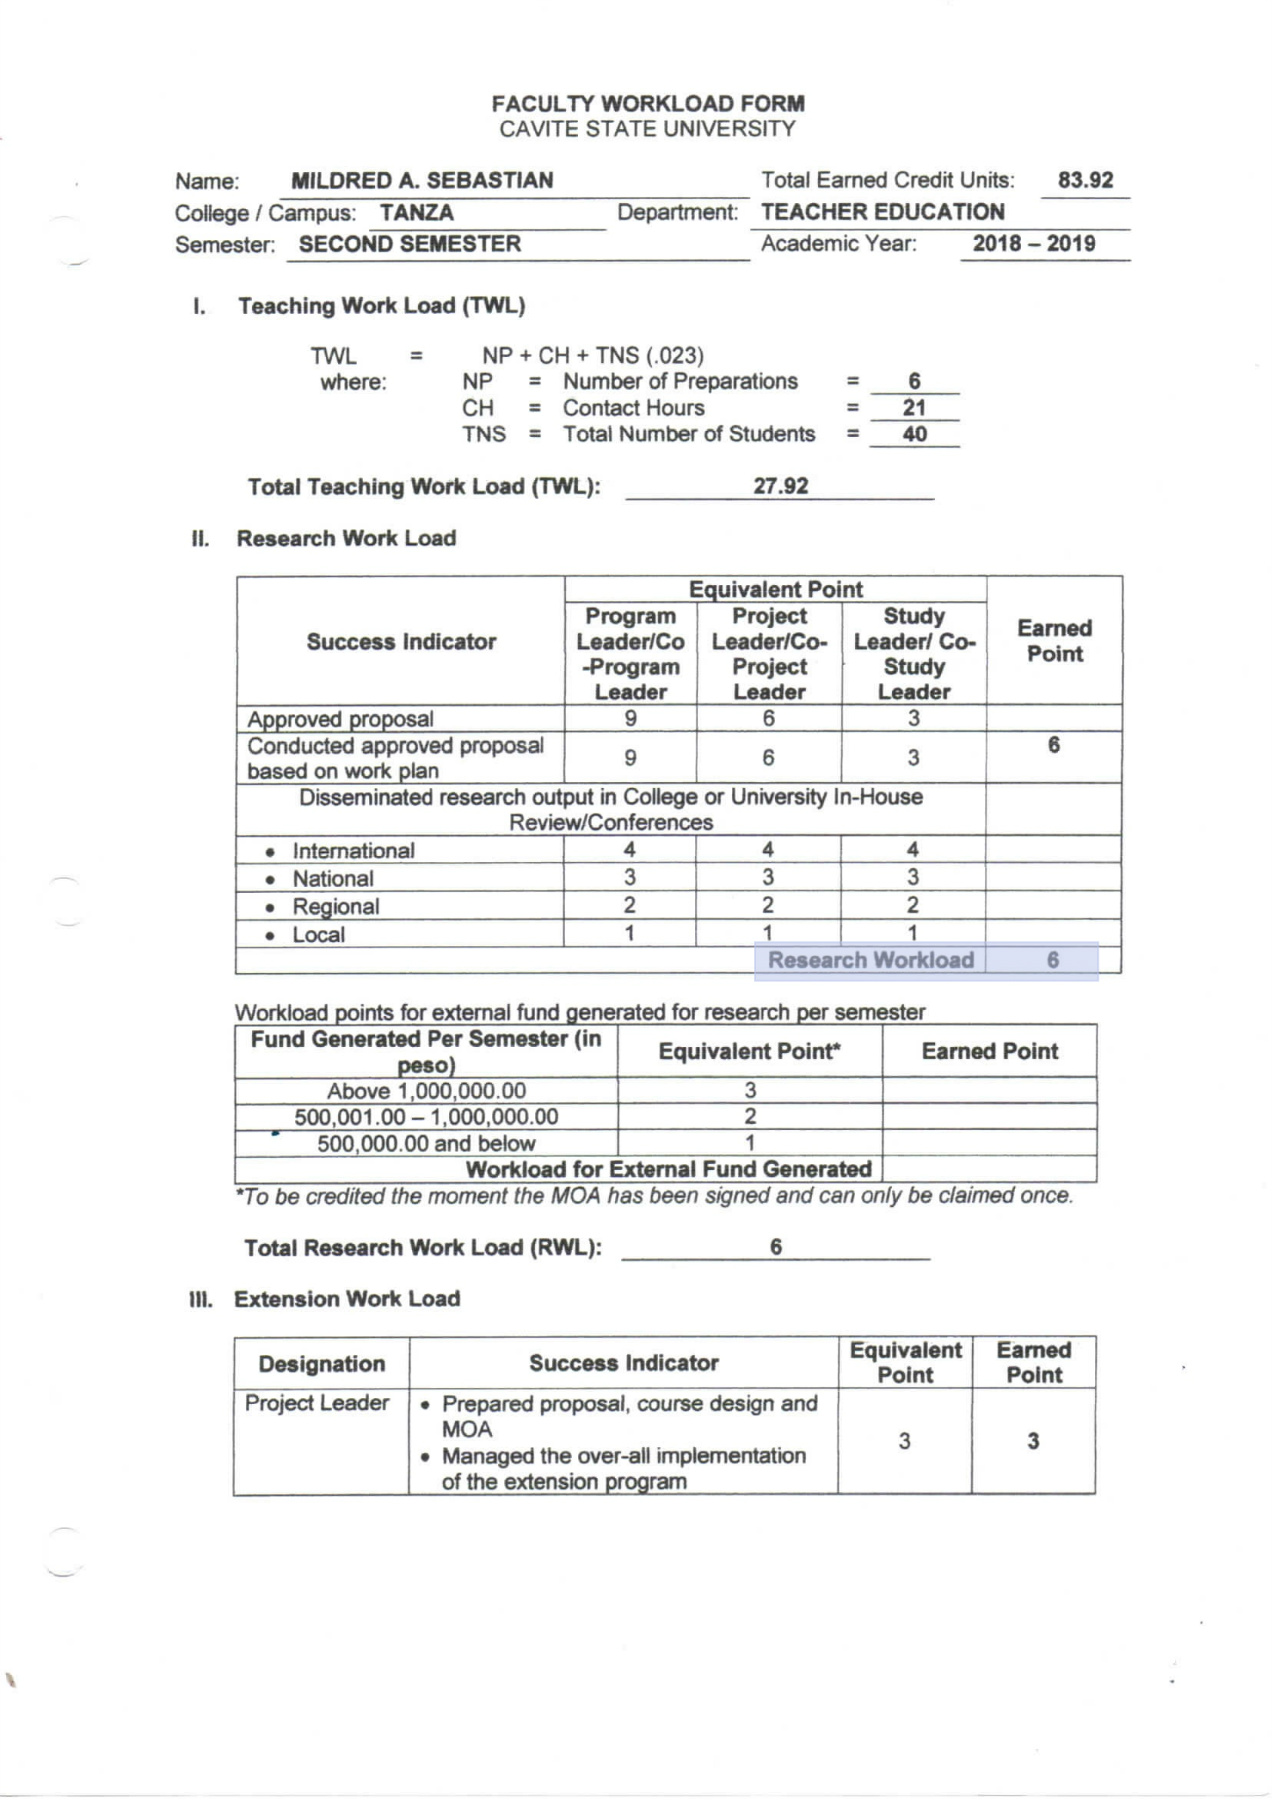 FACULTY WORKLOAD FORM
CAVITE STATE UNIVERSITY
Name: MILDRED A. SEBASTIAN Total Earned Credit Units: 83.92
College / Campus: TANZA Department: TEACHER EDUCATION
Semester: SECOND SEMESTER Academic Year: 2018 – 2019
I. Teaching Work Load (TWL)
TWL = NP + CH + TNS (.023)
where: NP = Number of Preparations = 6
CH = Contact Hours = 21
TNS = Total Number of Students = 40
Total Teaching Work Load (TWL): 27.92
II. Research Work Load
Success Indicator Equivalent Point Earned Point
Program Leader/Co-Program Leader Project Leader/Co-Project Leader Study Leader/ Co-Study Leader
Approved proposal 9 6 3
Conducted approved proposal based on work plan 9 6 3 6
Disseminated research output in College or University In-House
Review/Conferences
• International 4 4 4
• National 3 3 3
• Regional 2 2 2
• Local 1 1 1
Research Workload 6
Workload points for external fund generated for research per semester
Fund Generated Per Semester (in peso) Equivalent Point* Earned Point
Above 1,000,000.00 3
500,001.00 – 1,000,000.00 2
500,000.00 and below 1
Workload for External Fund Generated
*To be credited the moment the MOA has been signed and can only be claimed once.
Total Research Work Load (RWL): 6
III. Extension Work Load
Designation Success Indicator Equivalent Point Earned Point
Project Leader • Prepared proposal, course design and
MOA
• Managed the over-all implementation
of the extension program 3 3